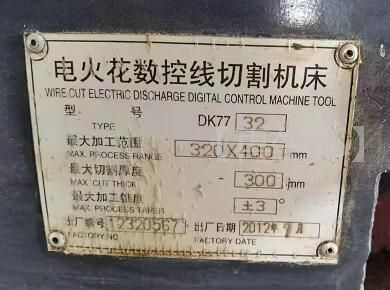 电火花数控线切割机床
WIRE CUT ELECTRIC DISCHARGE DIGITAL CONTROL MACHINE TOOL
型 号 DK77 32
TYPE
最大加工范围 320X400 mm
MAX. PROCESS RANGE
最大切割厚度 300 mm
MAX CUT THICK
最大加工锥度 ±3°
MAX. PROCESS TAPER
出厂编号 12320567 出厂日期 2012年 月
FACTORY NO FACTORY DATE